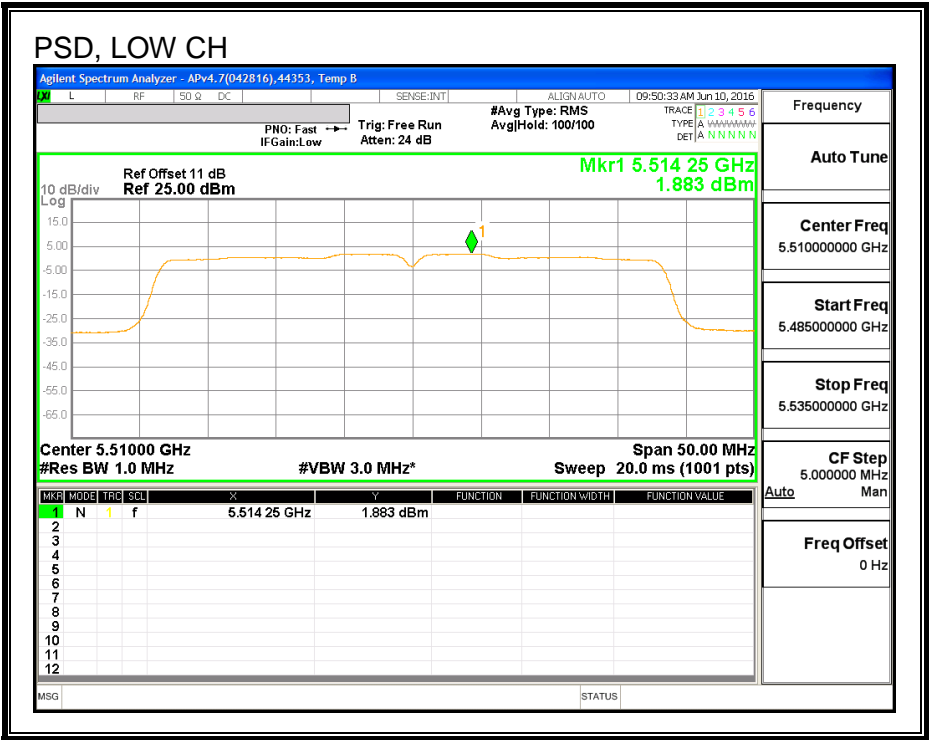 PSD, LOW CH
Agilent Spectrum Analyzer - APv4.7(042816),44353, Temp B
LXI L RF 50 Ω DC SENSE:INT ALIGN AUTO 09:50:33 AM Jun 10, 2016
PNO: Fast
IFGain:Low
Trig: Free Run
Atten: 24 dB
#Avg Type: RMS
Avg|Hold: 100/100
TRACE 1 2 3 4 5 6
TYPE A WWWWW
DET A N N N N N
Mkr1 5.514 25 GHz
1.883 dBm
Ref Offset 11 dB
10 dB/div Ref 25.00 dBm
Log
15.0
5.00
-5.00
-15.0
-25.0
-35.0
-45.0
-55.0
-65.0
1
Center 5.51000 GHz Span 50.00 MHz
#Res BW 1.0 MHz #VBW 3.0 MHz* Sweep 20.0 ms (1001 pts)
MKR MODE TRC SCL X Y FUNCTION FUNCTION WIDTH FUNCTION VALUE
1 N 1 f 5.514 25 GHz 1.883 dBm
2
3
4
5
6
7
8
9
10
11
12
MSG STATUS
Frequency
Auto Tune
Center Freq
5.510000000 GHz
Start Freq
5.485000000 GHz
Stop Freq
5.535000000 GHz
CF Step
5.000000 MHz
Auto Man
Freq Offset
0 Hz